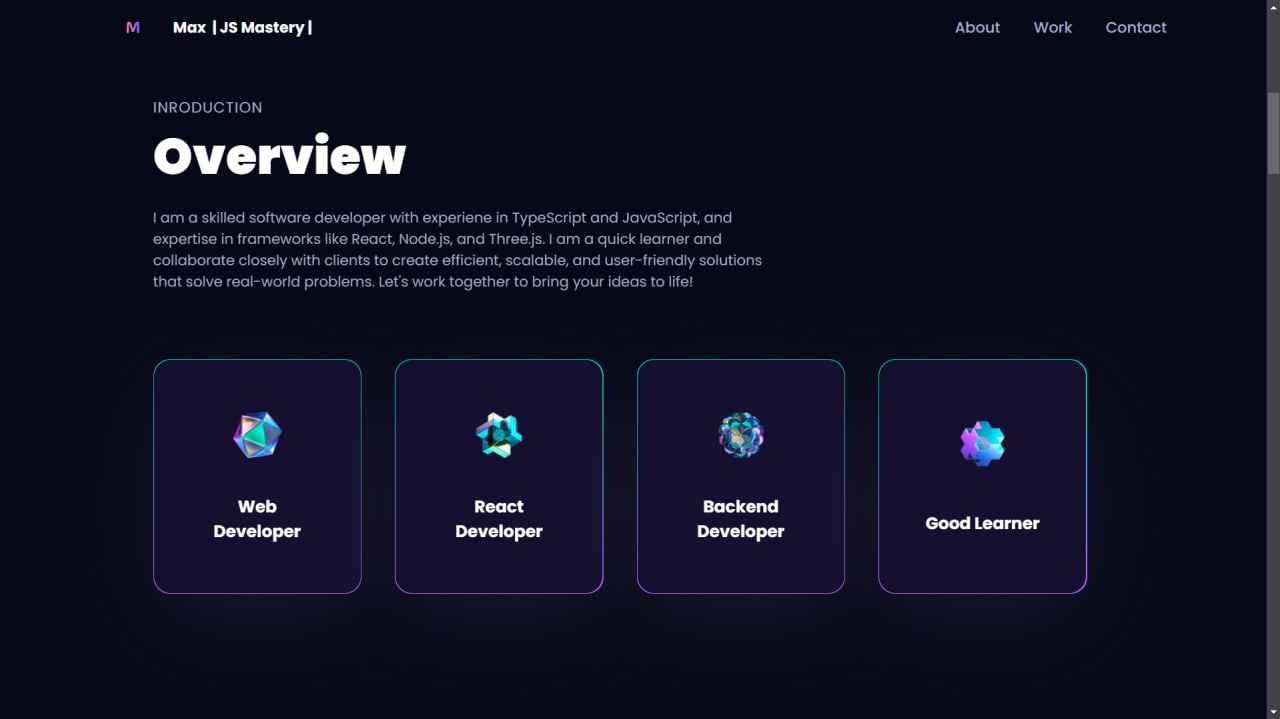 M Max | JS Mastery | About Work Contact
INRODUCTION
Overview
I am a skilled software developer with experiene in TypeScript and JavaScript, and
expertise in frameworks like React, Node.js, and Three.js. I am a quick learner and
collaborate closely with clients to create efficient, scalable, and user-friendly solutions
that solve real-world problems. Let's work together to bring your ideas to life!
Web
Developer
React
Developer
Backend
Developer
Good Learner